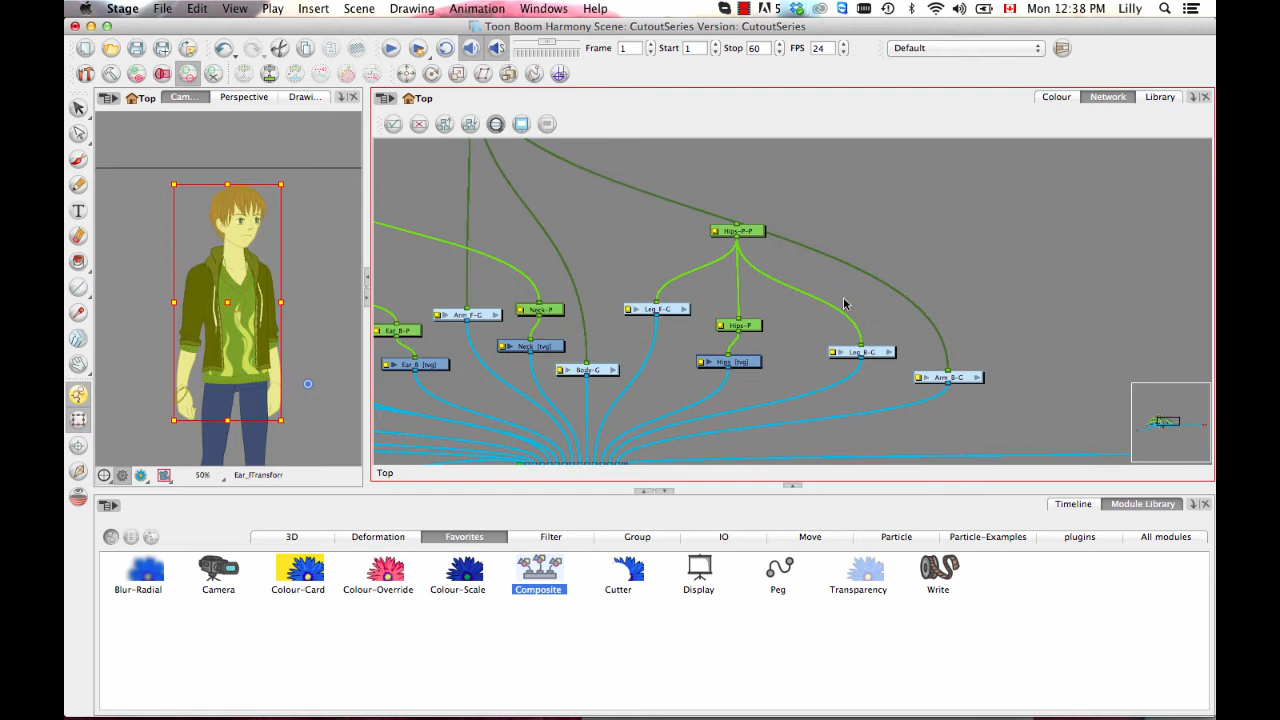 Stage File Edit View Play Insert Scene Drawing Animation Windows Help 5 Mon 12:38 PM Lilly
Toon Boom Harmony Scene: CutoutSeries Version: CutoutSeries
Frame 1 Start 1 Stop 60 FPS 24 Default
Top Cam... Perspective Drawi... Top Colour Network Library
Hips-P-P
Arm_F-G Neck-P Leg_F-G
Ear_B-P Hips-P
Neck [tvg] Leg_B-G
Ear_B [tvg] Body-G Hips [tvg] Arm_B-G
50% Top
Timeline Module Library
3D Deformation Favorites Filter Group IO Move Particle Particle-Examples plugins All modules
Blur-Radial Camera Colour-Card Colour-Override Colour-Scale Composite Cutter Display Peg Transparency Write